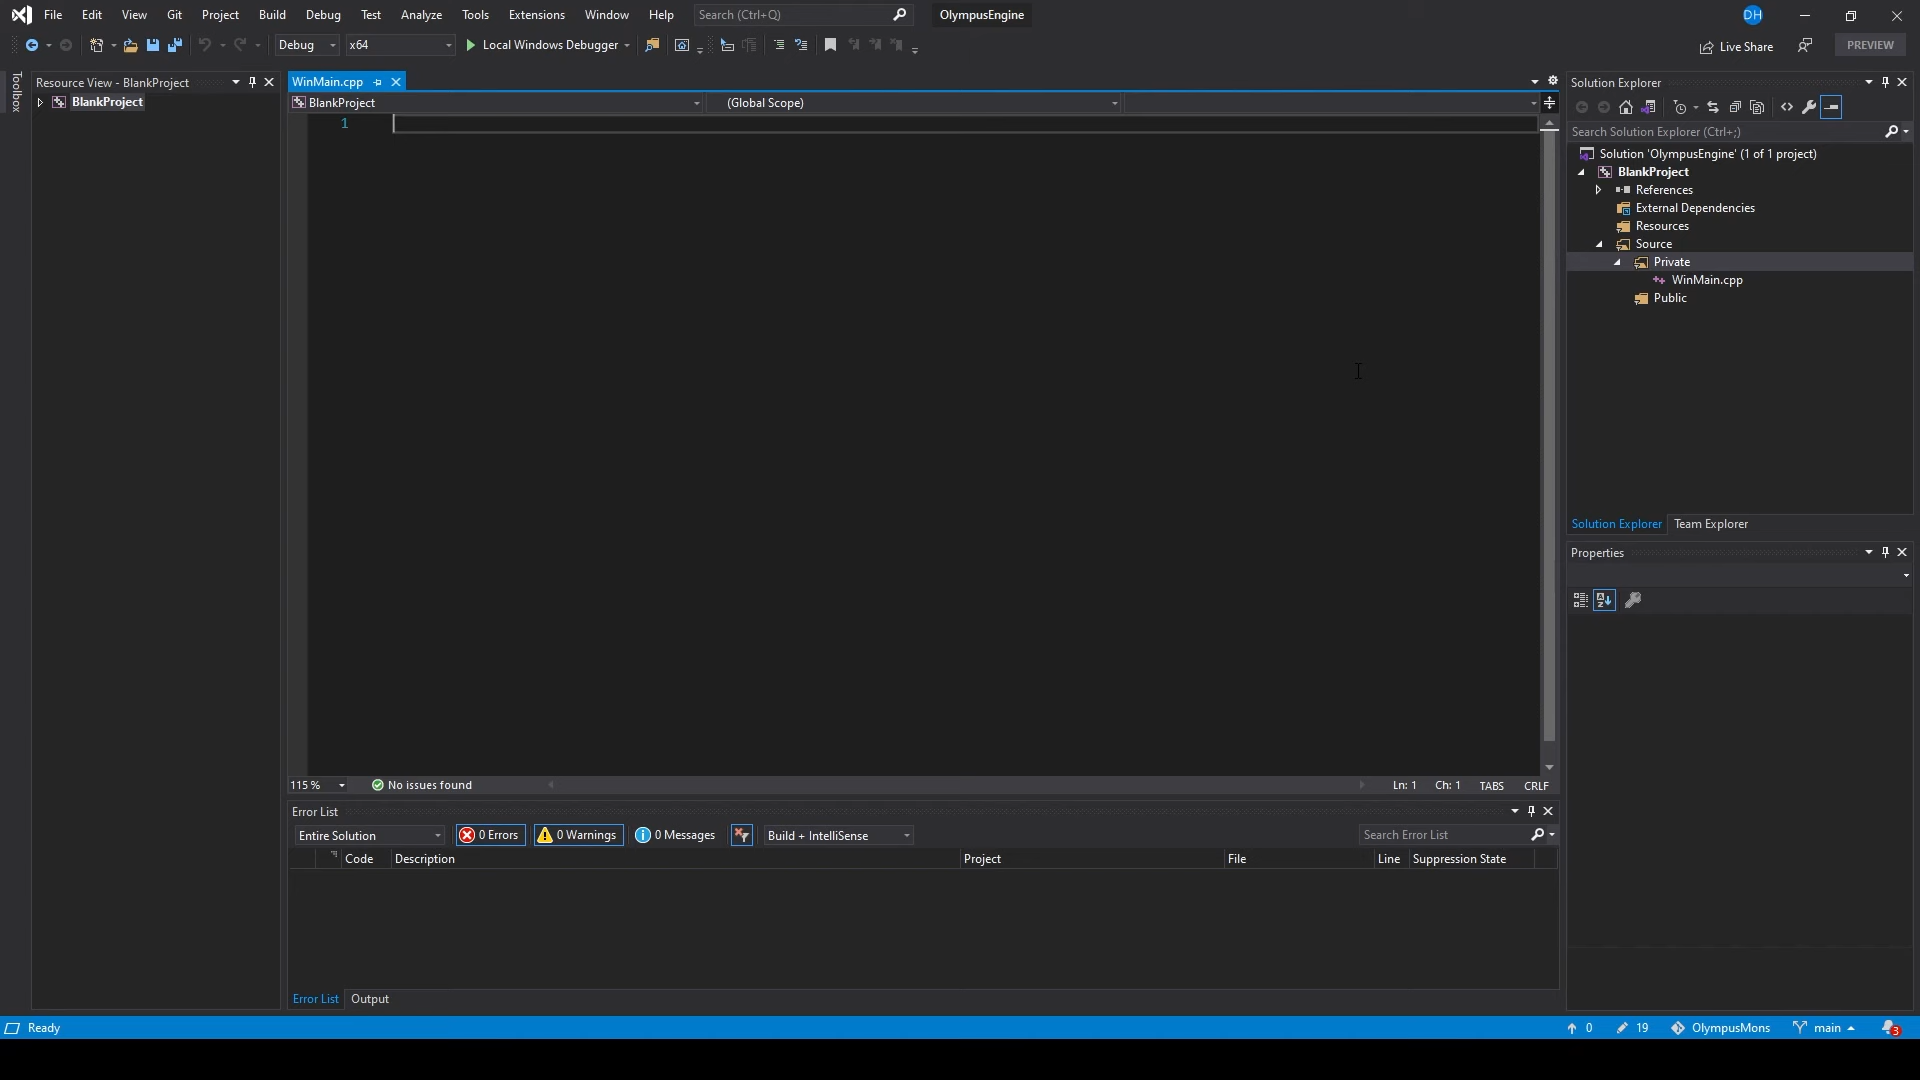 File Edit View Git Project Build Debug Test Analyze Tools Extensions Window Help Search (Ctrl+Q) OlympusEngine DH
Debug x64 Local Windows Debugger Live Share PREVIEW
Toolbox
Resource View - BlankProject
BlankProject
WinMain.cpp
BlankProject (Global Scope)
1
115 % No issues found Ln: 1 Ch: 1 TABS CRLF
Error List
Entire Solution 0 Errors 0 Warnings 0 Messages Build + IntelliSense Search Error List
Code Description Project File Line Suppression State
Error List Output
Solution Explorer
Search Solution Explorer (Ctrl+;)
Solution 'OlympusEngine' (1 of 1 project)
BlankProject
References
External Dependencies
Resources
Source
Private
WinMain.cpp
Public
Solution Explorer Team Explorer
Properties
Ready 0 19 OlympusMons main 3